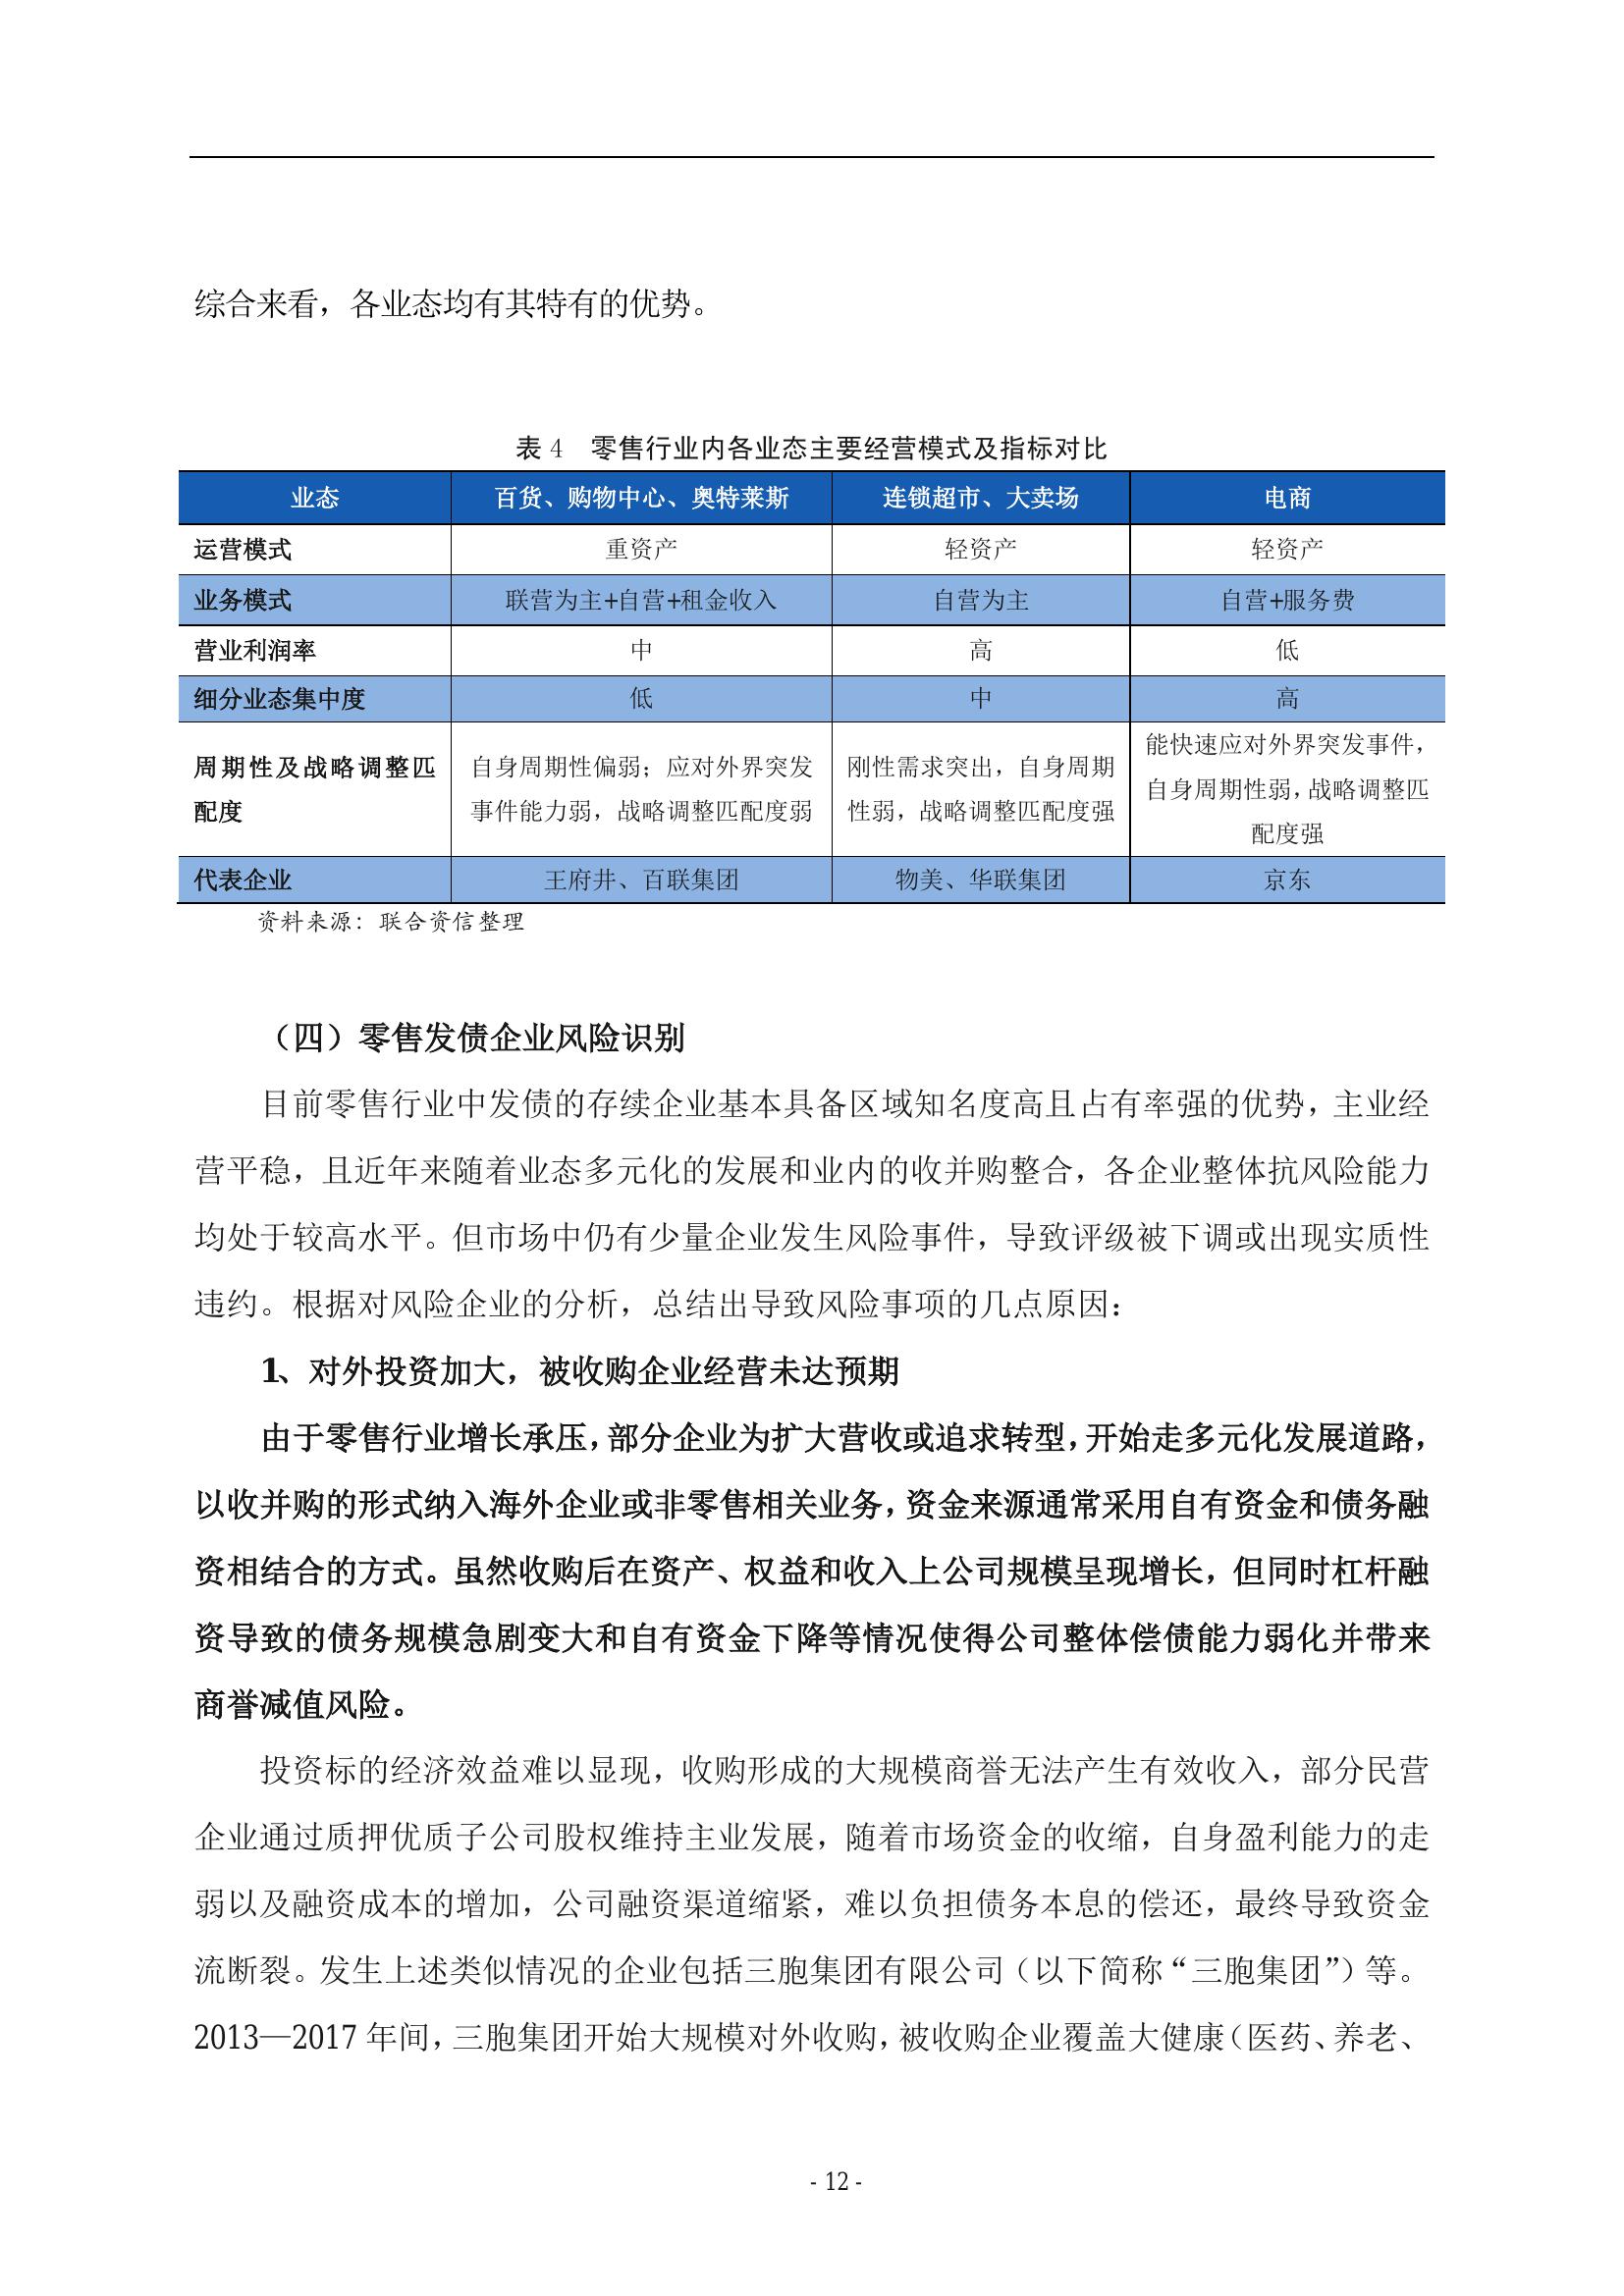 综合来看，各业态均有其特有的优势。
表 4　零售行业内各业态主要经营模式及指标对比
业态　百货、购物中心、奥特莱斯　连锁超市、大卖场　电商
运营模式　重资产　轻资产　轻资产
业务模式　联营为主+自营+租金收入　自营为主　自营+服务费
营业利润率　中　高　低
细分业态集中度　低　中　高
周期性及战略调整匹
配度
自身周期性偏弱；应对外界突发
事件能力弱，战略调整匹配度弱
刚性需求突出，自身周期
性弱，战略调整匹配度强
能快速应对外界突发事件，
自身周期性弱，战略调整匹
配度强
代表企业　王府井、百联集团　物美、华联集团　京东
资料来源：联合资信整理
（四）零售发债企业风险识别
目前零售行业中发债的存续企业基本具备区域知名度高且占有率强的优势，主业经
营平稳，且近年来随着业态多元化的发展和业内的收并购整合，各企业整体抗风险能力
均处于较高水平。但市场中仍有少量企业发生风险事件，导致评级被下调或出现实质性
违约。根据对风险企业的分析，总结出导致风险事项的几点原因：
1、对外投资加大，被收购企业经营未达预期
由于零售行业增长承压，部分企业为扩大营收或追求转型，开始走多元化发展道路，
以收并购的形式纳入海外企业或非零售相关业务，资金来源通常采用自有资金和债务融
资相结合的方式。虽然收购后在资产、权益和收入上公司规模呈现增长，但同时杠杆融
资导致的债务规模急剧变大和自有资金下降等情况使得公司整体偿债能力弱化并带来
商誉减值风险。
投资标的经济效益难以显现，收购形成的大规模商誉无法产生有效收入，部分民营
企业通过质押优质子公司股权维持主业发展，随着市场资金的收缩，自身盈利能力的走
弱以及融资成本的增加，公司融资渠道缩紧，难以负担债务本息的偿还，最终导致资金
流断裂。发生上述类似情况的企业包括三胞集团有限公司（以下简称“三胞集团”）等。
2013—2017 年间，三胞集团开始大规模对外收购，被收购企业覆盖大健康（医药、养老、
- 12 -